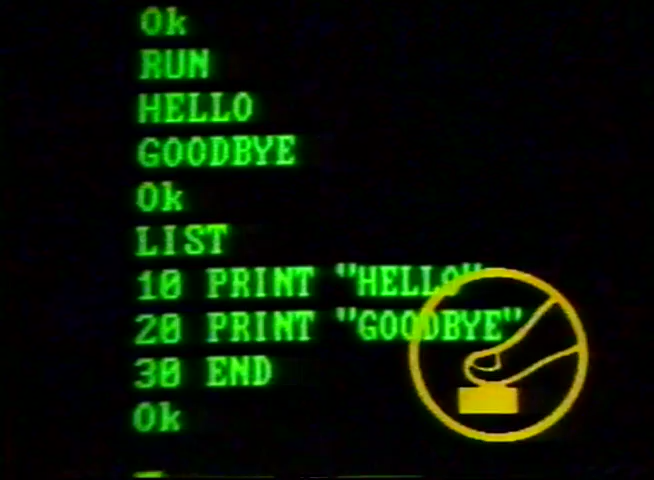 Ok
RUN
HELLO
GOODBYE
Ok
LIST
10 PRINT "HELLO"
20 PRINT "GOODBYE"
30 END
Ok